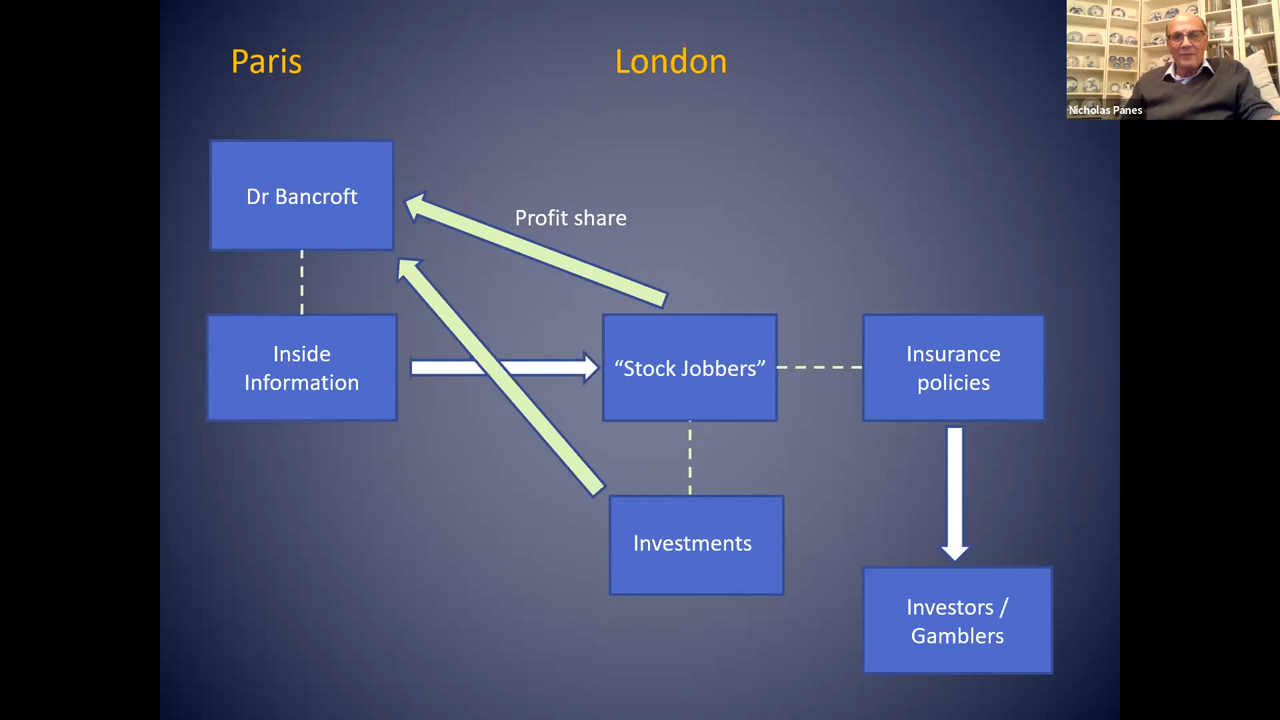 Paris
London
Nicholas Panes
Dr Bancroft
Profit share
Inside
Information
“Stock Jobbers”
Insurance
policies
Investments
Investors /
Gamblers